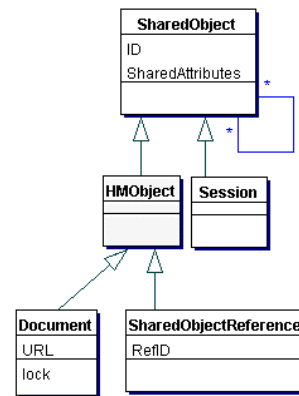 SharedObject
ID
SharedAttributes
*
*
HMObject
Session
Document
URL
lock
SharedObjectReference
RefID